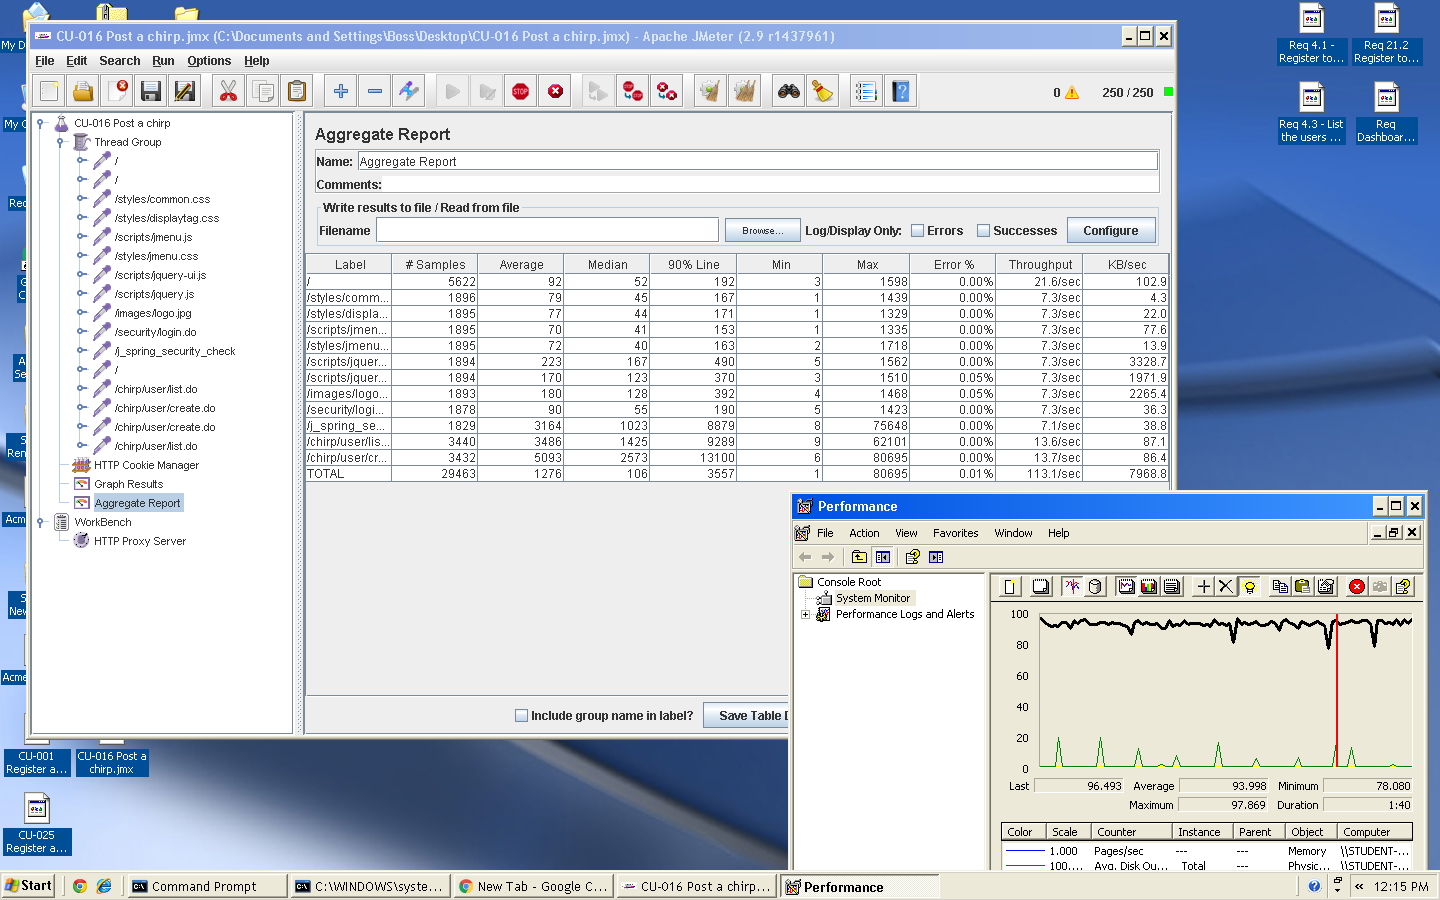 CU-016 Post a chirp.jmx (C:\Documents and Settings\Boss\Desktop\CU-016 Post a chirp.jmx) - Apache JMeter (2.9 r1437961)
File Edit Search Run Options Help
STOP STOP
0 250 / 250
CU-016 Post a chirp
Thread Group
/
/
/styles/common.css
/styles/displaytag.css
/scripts/jmenu.js
/styles/jmenu.css
/scripts/jquery-ui.js
/scripts/jquery.js
/images/logo.jpg
/security/login.do
/j_spring_security_check
/
/chirp/user/list.do
/chirp/user/create.do
/chirp/user/create.do
/chirp/user/list.do
HTTP Cookie Manager
Graph Results
Aggregate Report
WorkBench
HTTP Proxy Server
Aggregate Report
Name: Aggregate Report
Comments:
Write results to file / Read from file
Filename Browse... Log/Display Only: Errors Successes Configure
Label # Samples Average Median 90% Line Min Max Error % Throughput KB/sec
/ 5622 92 52 192 3 1598 0.00% 21.6/sec 102.9
/styles/comm... 1896 79 45 167 1 1439 0.00% 7.3/sec 4.3
/styles/displa... 1895 77 44 171 1 1329 0.00% 7.3/sec 22.0
/scripts/jmen... 1895 70 41 153 1 1335 0.00% 7.3/sec 77.6
/styles/jmenu... 1895 72 40 163 2 1718 0.00% 7.3/sec 13.9
/scripts/jquer... 1894 223 167 490 5 1562 0.00% 7.3/sec 3328.7
/scripts/jquer... 1894 170 123 370 3 1510 0.05% 7.3/sec 1971.9
/images/logo... 1893 180 128 392 4 1468 0.05% 7.3/sec 2265.4
/security/logi... 1878 90 55 190 5 1423 0.00% 7.3/sec 36.3
/j_spring_se... 1829 3164 1023 8879 8 75648 0.00% 7.1/sec 38.8
/chirp/user/lis... 3440 3486 1425 9289 9 62101 0.00% 13.6/sec 87.1
/chirp/user/cr... 3432 5093 2573 13100 6 80695 0.00% 13.7/sec 86.4
TOTAL 29463 1276 106 3557 1 80695 0.01% 113.1/sec 7968.8
Include group name in label? Save Table D
Performance
File Action View Favorites Window Help
Console Root
System Monitor
Performance Logs and Alerts
100
80
60
40
20
0
Last 96.493 Average 93.998 Minimum 78.080
Maximum 97.869 Duration 1:40
Color Scale Counter Instance Parent Object Computer
1.000 Pages/sec --- --- Memory \\STUDENT-...
100.... Avg. Disk Qu... _Total --- Physic... \\STUDENT-...
Req 4.1 -
Register to...
Req 21.2
Register to...
Req 4.3 - List
the users ...
Req
Dashboar...
My D
My C
Rec
G
C
A
Se
S
Ren
Acm
S
New
Acme
CU-001
Register a...
CU-016 Post a
chirp.jmx
CU-025
Register a...
Start Command Prompt C:\WINDOWS\syste... New Tab - Google C... CU-016 Post a chirp... Performance « 12:15 PM